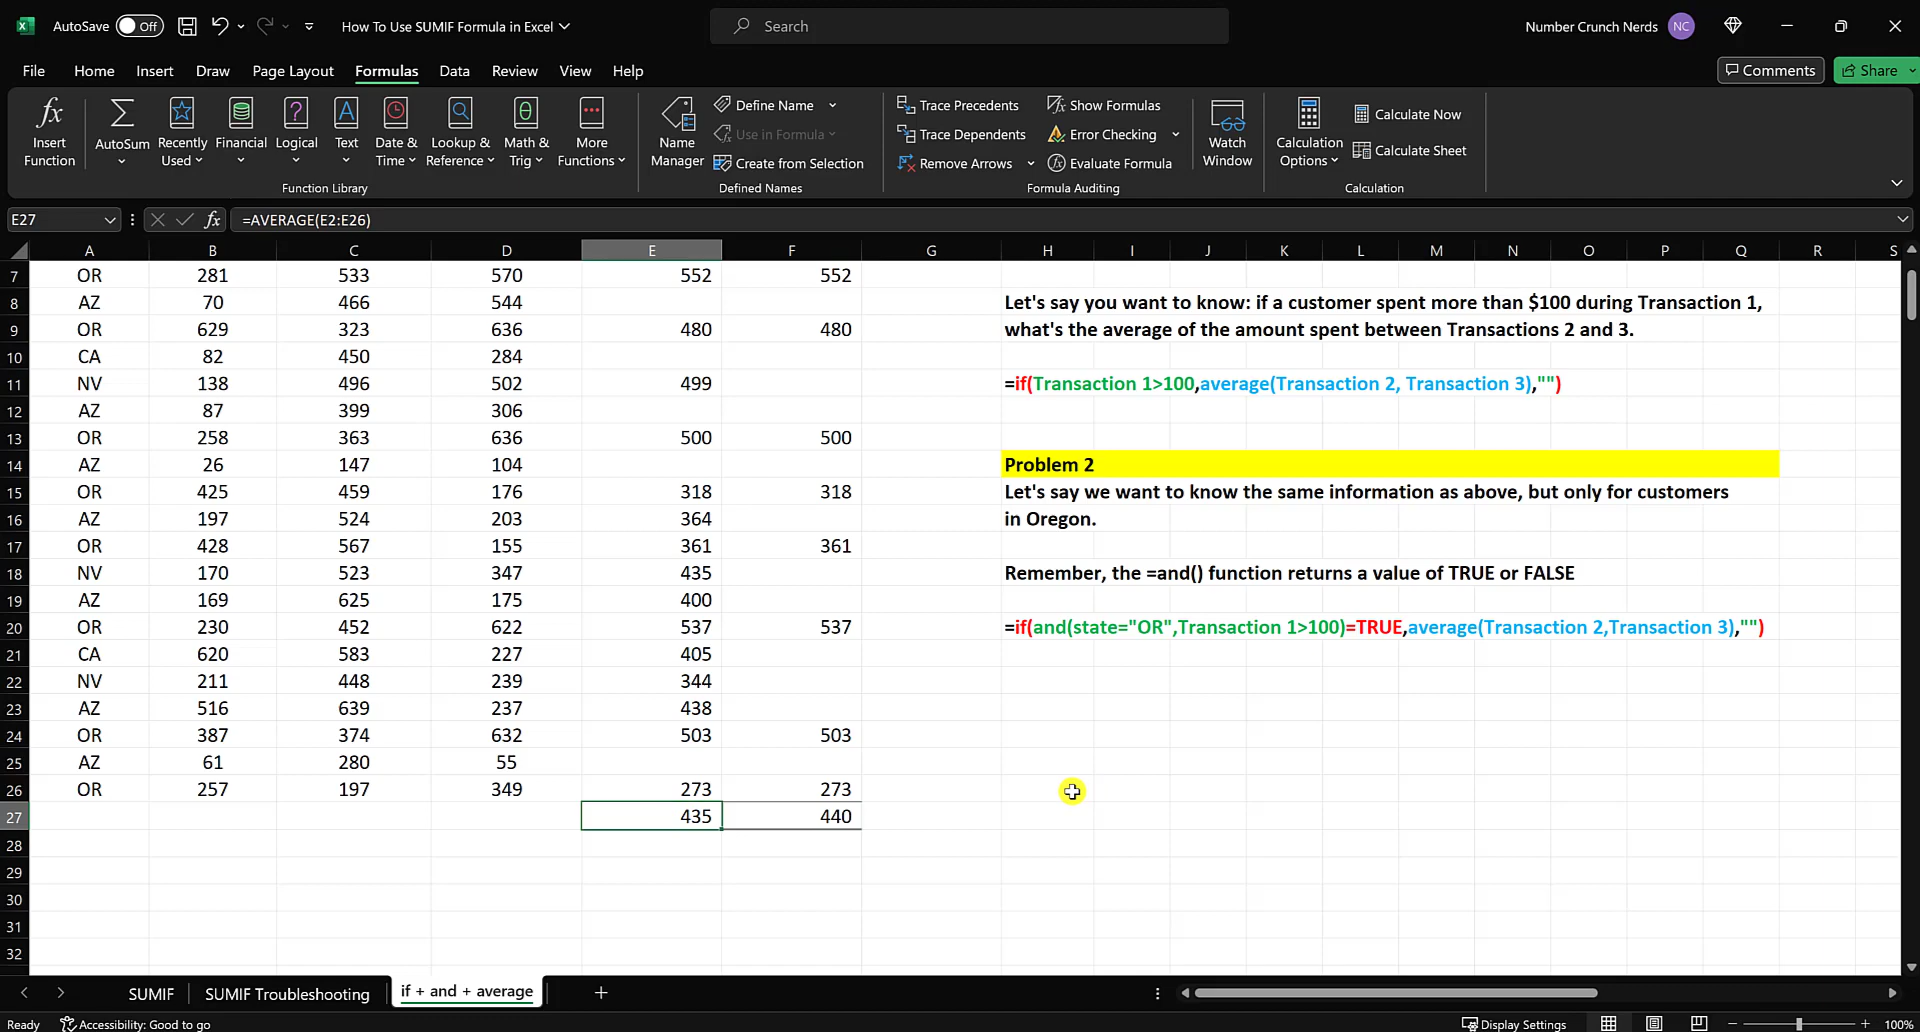 AutoSave Off How To Use SUMIF Formula in Excel Search Number Crunch Nerds NC
File Home Insert Draw Page Layout Formulas Data Review View Help Comments Share
Insert Function AutoSum Recently Used Financial Logical Text Date & Time Lookup & Reference Math & Trig More Functions
Function Library
Name Manager Define Name Use in Formula Create from Selection
Defined Names
Trace Precedents Trace Dependents Remove Arrows Show Formulas Error Checking Evaluate Formula
Formula Auditing
Watch Window
Calculation Options Calculate Now Calculate Sheet
Calculation
E27 fx =AVERAGE(E2:E26)
A B C D E F G H I J K L M N O P Q R S
7 OR 281 533 570 552 552
8 AZ 70 466 544 Let's say you want to know: if a customer spent more than $100 during Transaction 1,
9 OR 629 323 636 480 480 what's the average of the amount spent between Transactions 2 and 3.
10 CA 82 450 284
11 NV 138 496 502 499 =if(Transaction 1>100,average(Transaction 2, Transaction 3),"")
12 AZ 87 399 306
13 OR 258 363 636 500 500
14 AZ 26 147 104 Problem 2
15 OR 425 459 176 318 318 Let's say we want to know the same information as above, but only for customers
16 AZ 197 524 203 364 in Oregon.
17 OR 428 567 155 361 361
18 NV 170 523 347 435 Remember, the =and() function returns a value of TRUE or FALSE
19 AZ 169 625 175 400
20 OR 230 452 622 537 537 =if(and(state="OR",Transaction 1>100)=TRUE,average(Transaction 2,Transaction 3),"")
21 CA 620 583 227 405
22 NV 211 448 239 344
23 AZ 516 639 237 438
24 OR 387 374 632 503 503
25 AZ 61 280 55
26 OR 257 197 349 273 273
27 435 440
28
29
30
31
32
SUMIF SUMIF Troubleshooting if + and + average
Ready Accessibility: Good to go Display Settings 100%